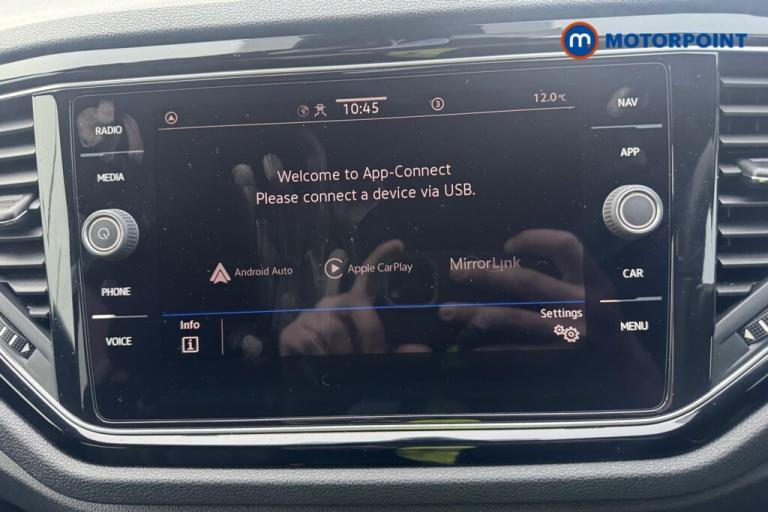 m MOTORPOINT
RADIO
MEDIA
PHONE
VOICE
10:45
3
12.0°C
Welcome to App-Connect
Please connect a device via USB.
Android Auto
Apple CarPlay
MirrorLink
Info
i
Settings
NAV
APP
CAR
MENU